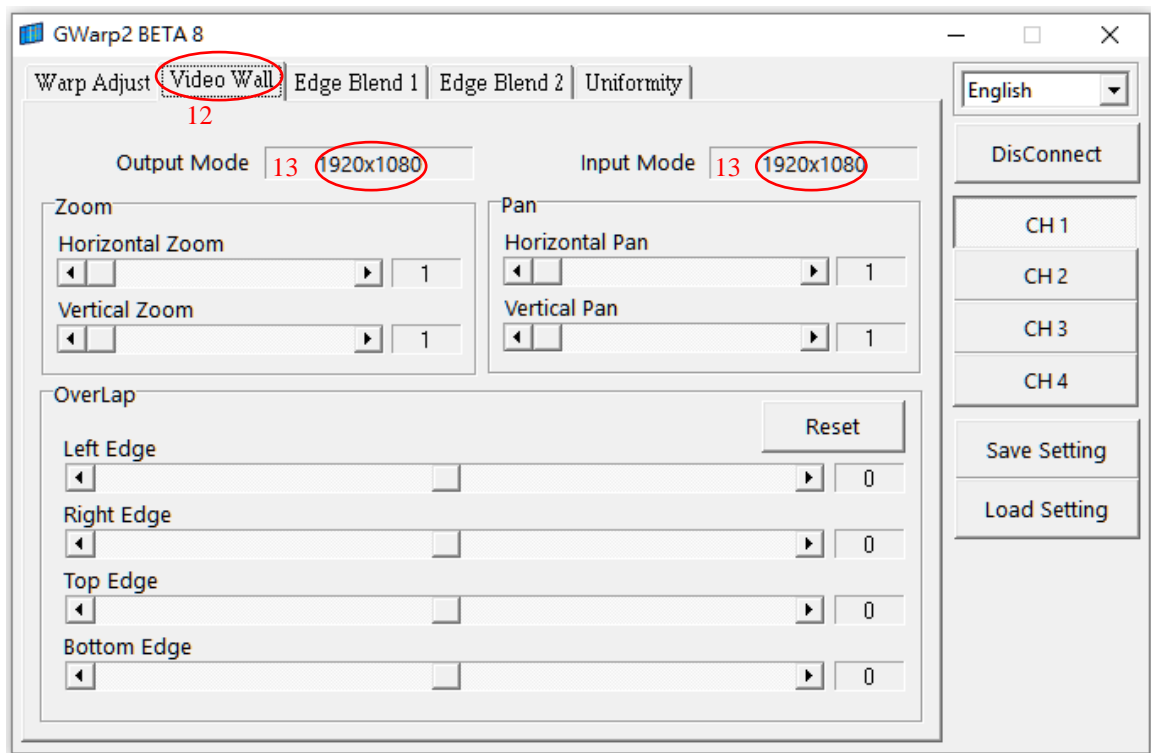 GWarp2 BETA 8
Warp Adjust Video Wall Edge Blend 1 Edge Blend 2 Uniformity
12
English
DisConnect
Output Mode 13 1920x1080 Input Mode 13 1920x1080
Zoom
Horizontal Zoom
1
Vertical Zoom
1
Pan
Horizontal Pan
1
Vertical Pan
1
CH 1
CH 2
CH 3
CH 4
OverLap
Reset
Left Edge
0
Right Edge
0
Top Edge
0
Bottom Edge
0
Save Setting
Load Setting